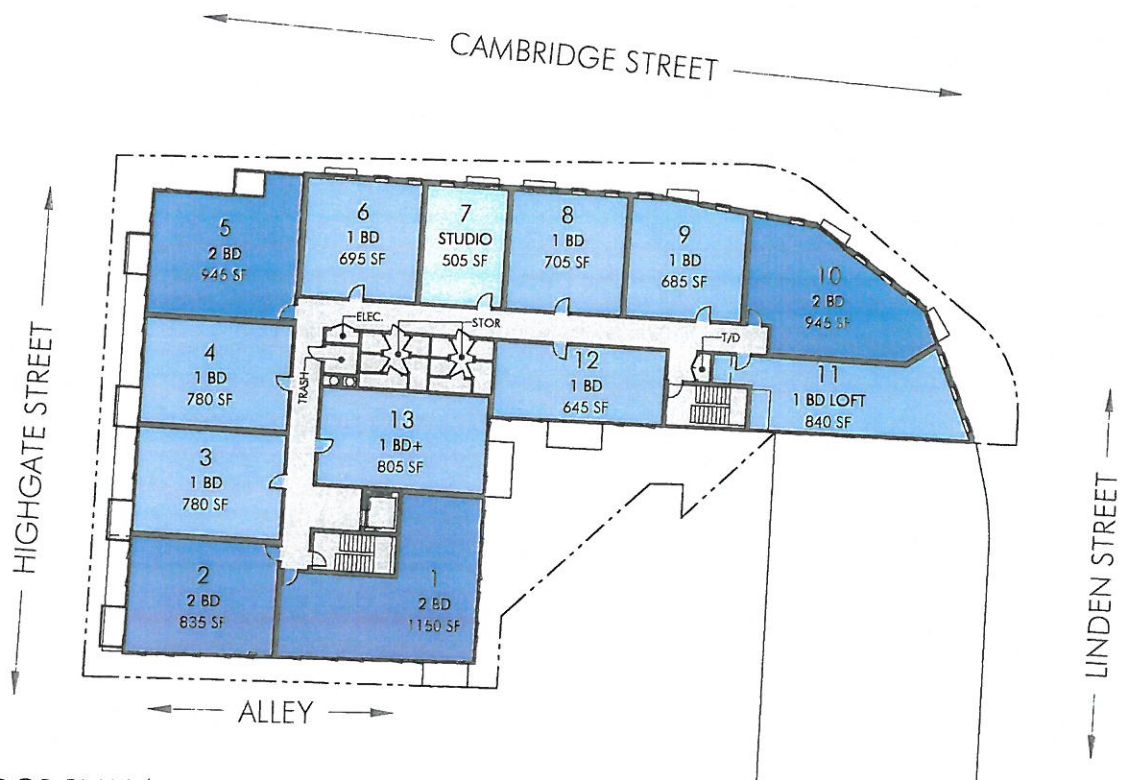 CAMBRIDGE STREET
HIGHGATE STREET
LINDEN STREET
ALLEY
5
2 BD
945 SF
6
1 BD
695 SF
7
STUDIO
505 SF
8
1 BD
705 SF
9
1 BD
685 SF
10
2 BD
945 SF
ELEC.
STOR
T/D
TRASH
4
1 BD
780 SF
12
1 BD
645 SF
11
1 BD LOFT
840 SF
13
1 BD+
805 SF
3
1 BD
780 SF
2
2 BD
835 SF
1
2 BD
1150 SF